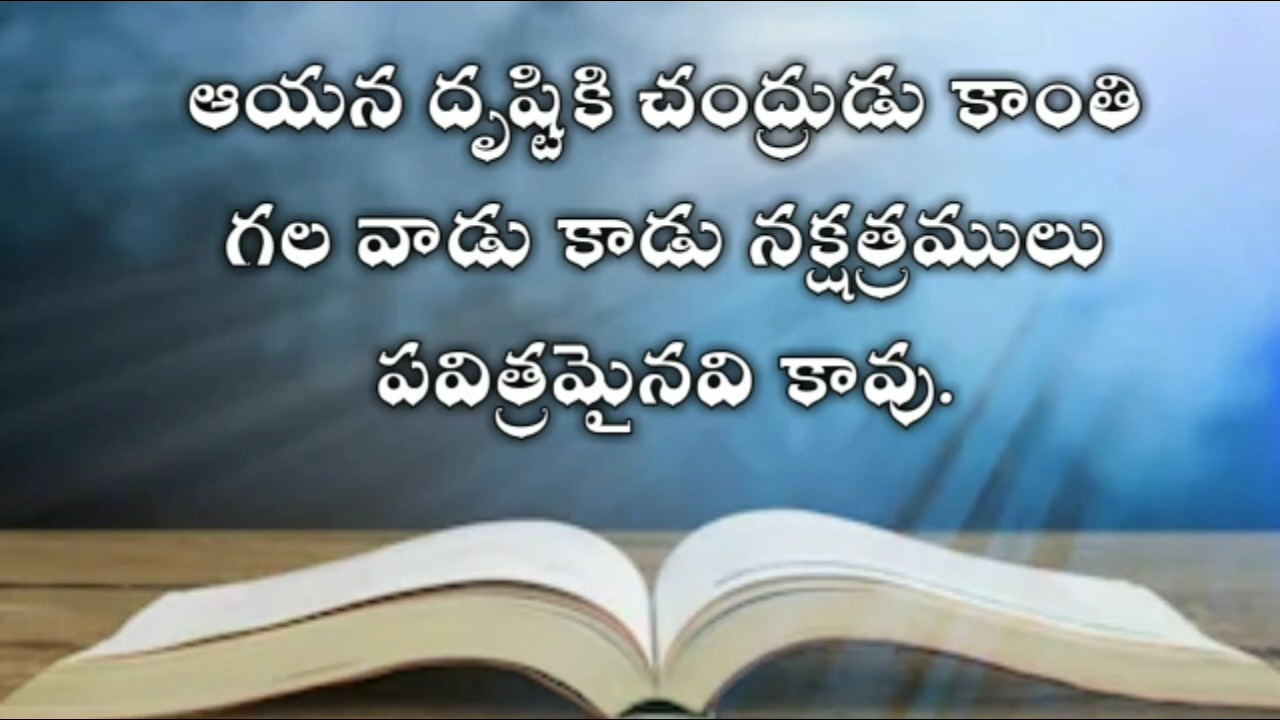 ఆయన దృష్టికి చంద్రుడు కాంతి
గల వాడు కాడు నక్షత్రములు
పవిత్రమైనవి కావు.